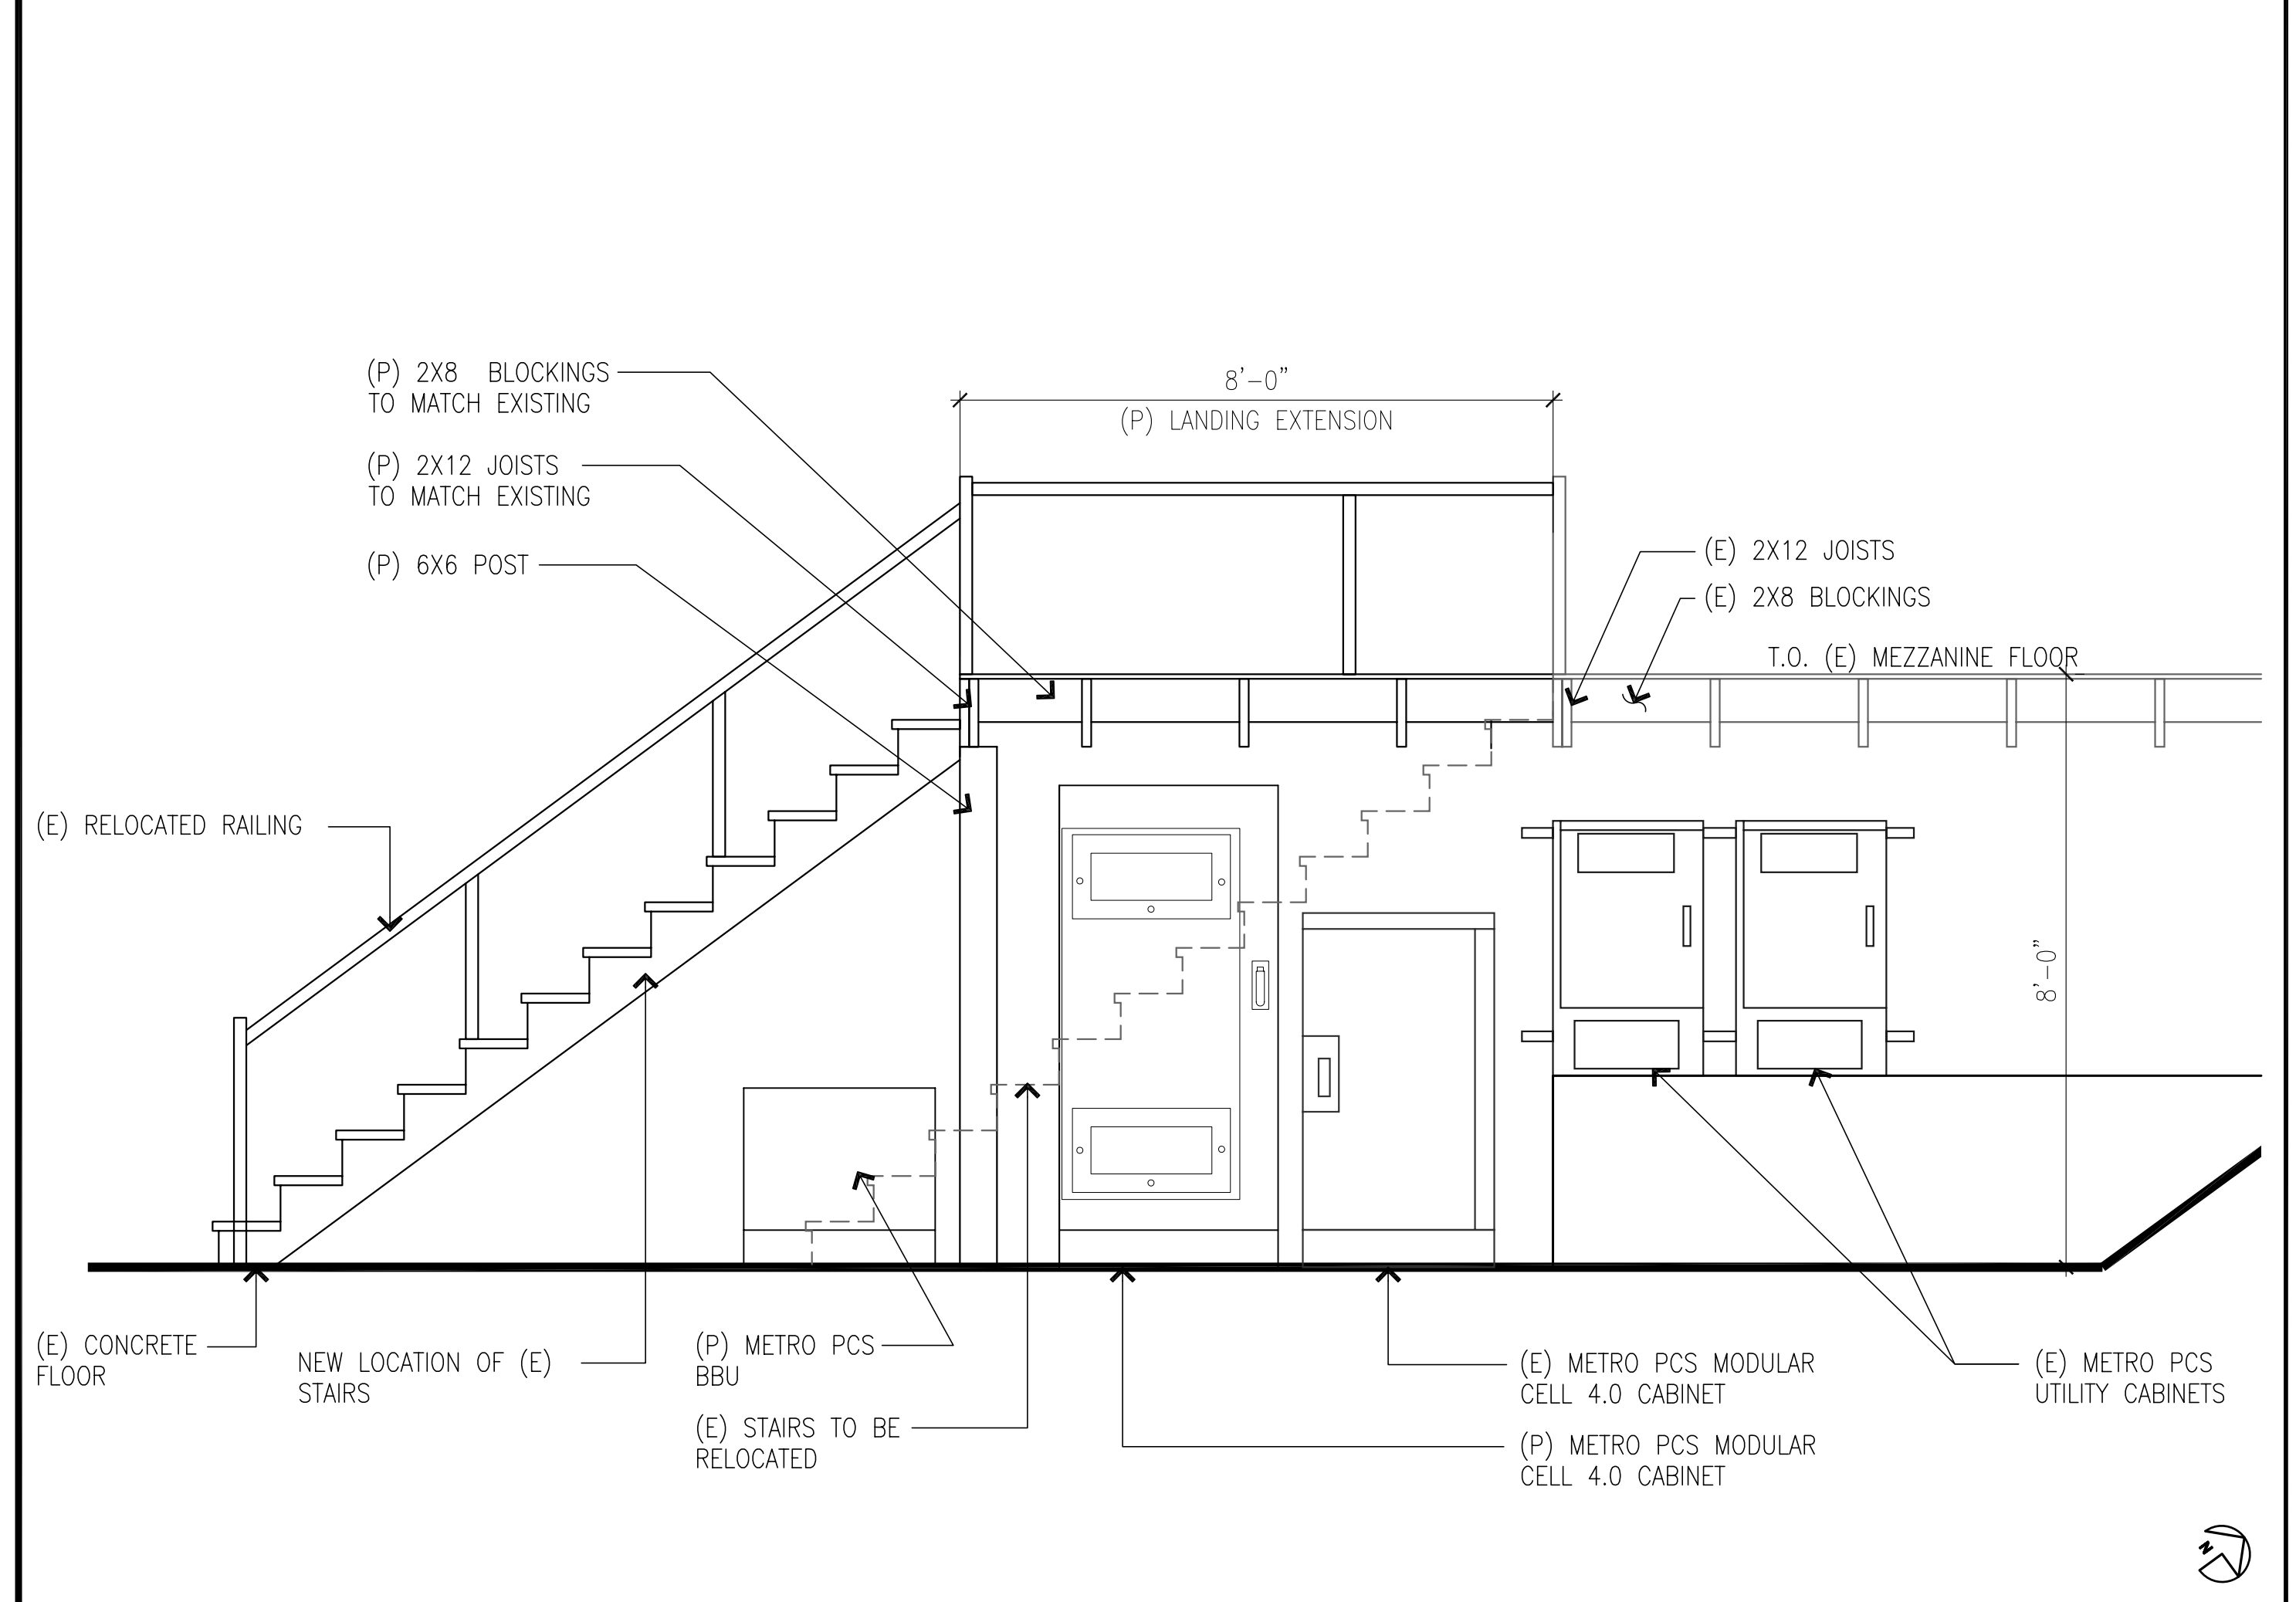 (P) 2X8 BLOCKINGS
TO MATCH EXISTING
8'-0"
(P) LANDING EXTENSION
(P) 2X12 JOISTS
TO MATCH EXISTING
(P) 6X6 POST
(E) 2X12 JOISTS
(E) 2X8 BLOCKINGS
T.O. (E) MEZZANINE FLOOR
(E) RELOCATED RAILING
8'-0"
(E) CONCRETE
FLOOR
NEW LOCATION OF (E)
STAIRS
(P) METRO PCS
BBU
(E) STAIRS TO BE
RELOCATED
(E) METRO PCS MODULAR
CELL 4.0 CABINET
(P) METRO PCS MODULAR
CELL 4.0 CABINET
(E) METRO PCS
UTILITY CABINETS
N